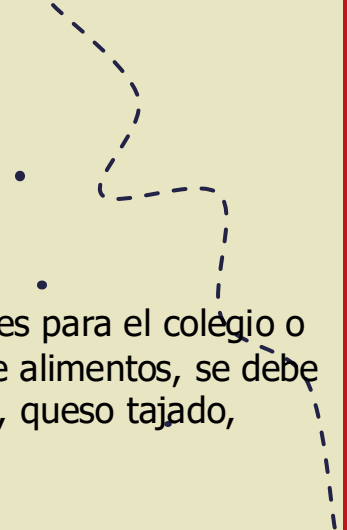 es para el colegio o
e alimentos, se debe
, queso tajado,